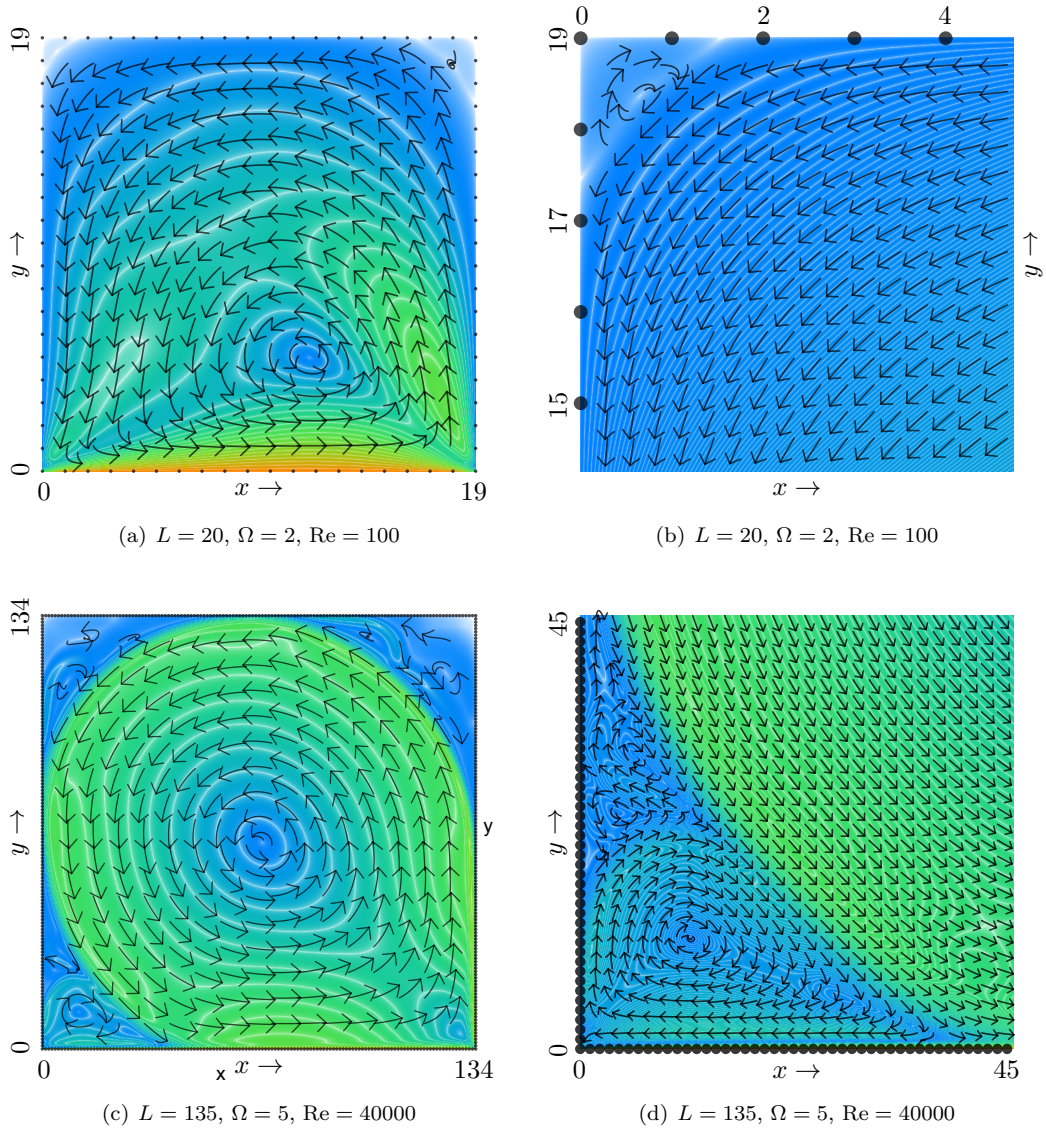 0 2 4
19
y →
0
0 x → 19
17
15
y →
x →
(a) L = 20, Ω = 2, Re = 100
(b) L = 20, Ω = 2, Re = 100
134
y →
0
0 x x → 134
y
45
y →
0
0 x → 45
(c) L = 135, Ω = 5, Re = 40000
(d) L = 135, Ω = 5, Re = 40000